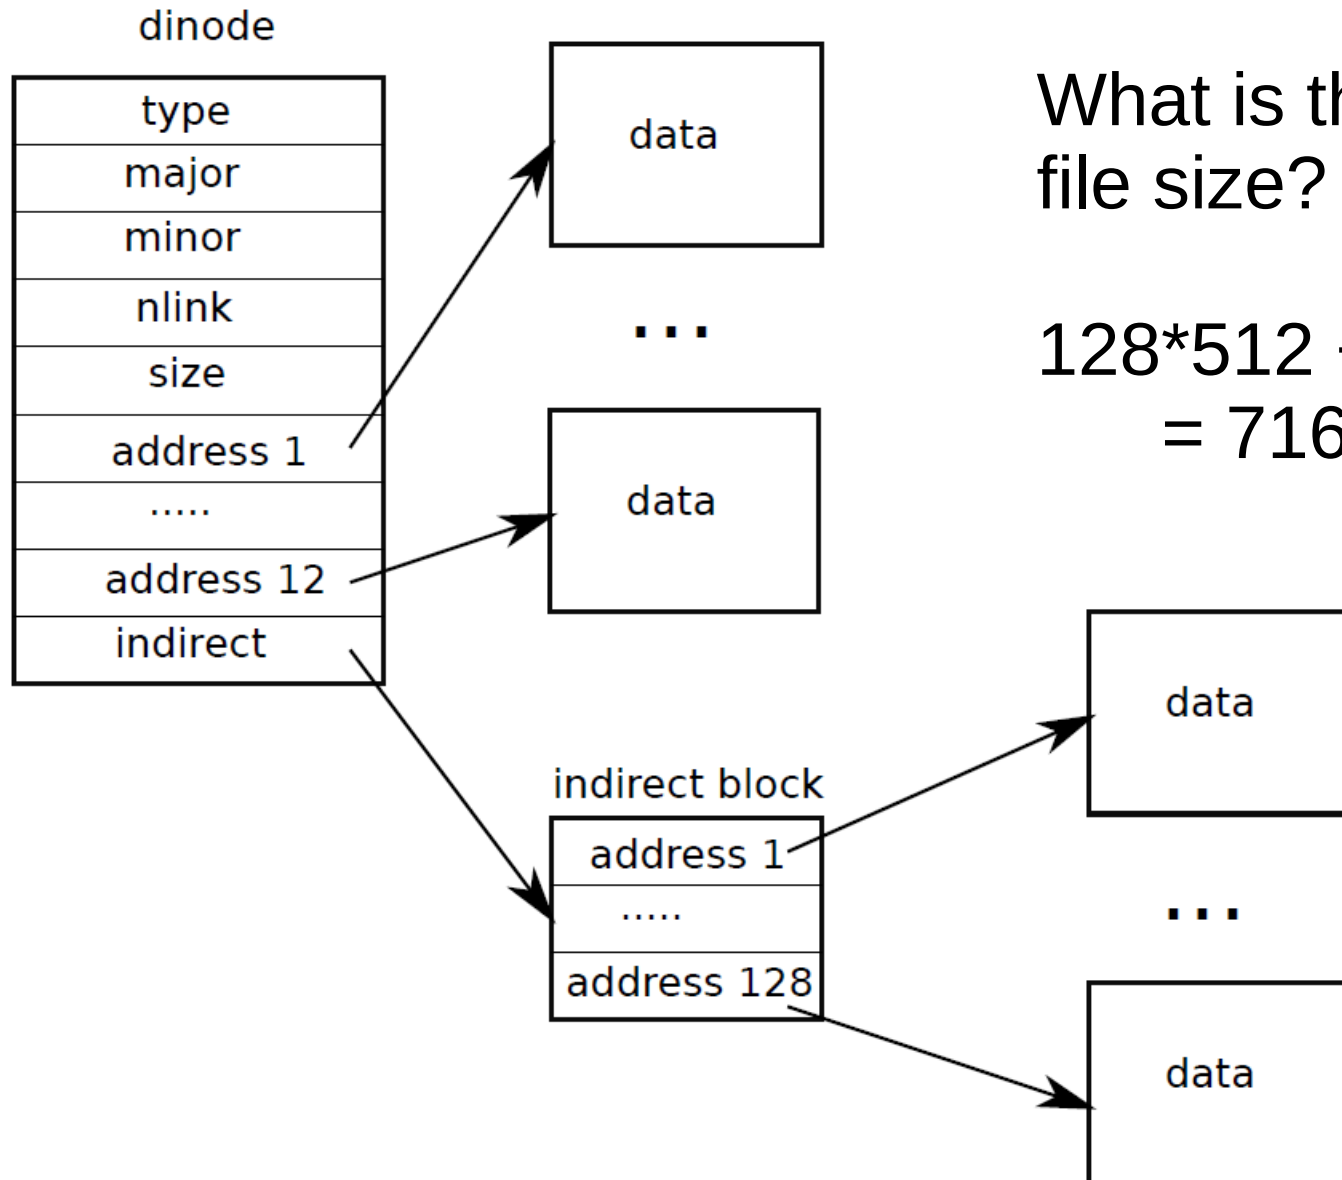 dinode
type
major
minor
nlink
size
address 1
.....
address 12
indirect
data
...
data
indirect block
address 1
.....
address 128
data
...
data
What is
file size?
128*512
= 716